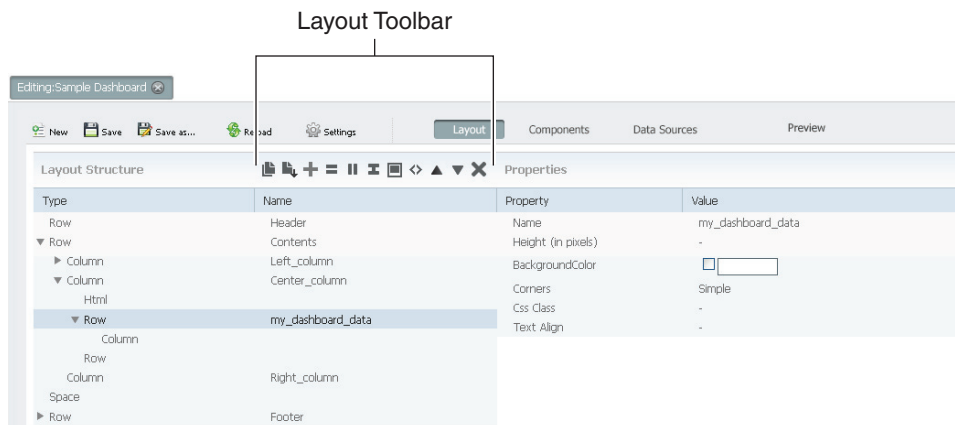 Layout Toolbar
Editing:Sample Dashboard
New Save Save as... Reload Settings Layout Components Data Sources Preview
Layout Structure Properties
Type Name Property Value
Row Header Name my_dashboard_data
Row Contents Height (in pixels) -
Column Left_column BackgroundColor
Column Center_column Corners Simple
Html Css Class -
Row my_dashboard_data Text Align -
Column
Row
Column Right_column
Space
Row Footer